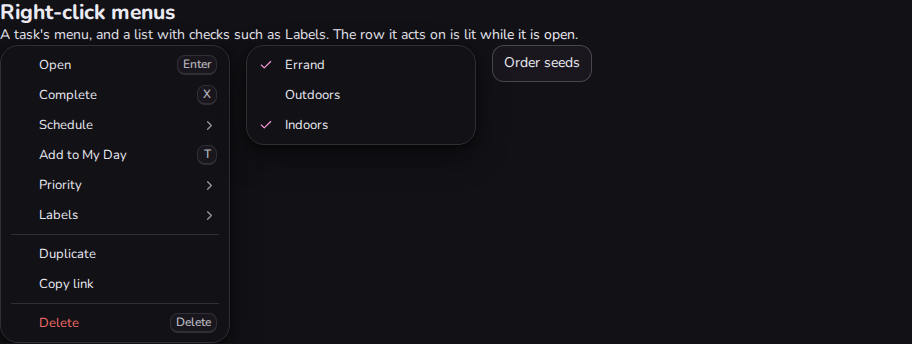 Right-click menus
A task's menu, and a list with checks such as Labels. The row it acts on is lit while it is open.
Open Enter
Complete X
Schedule
Add to My Day T
Priority
Labels
Duplicate
Copy link
Delete Delete
Errand
Outdoors
Indoors
Order seeds